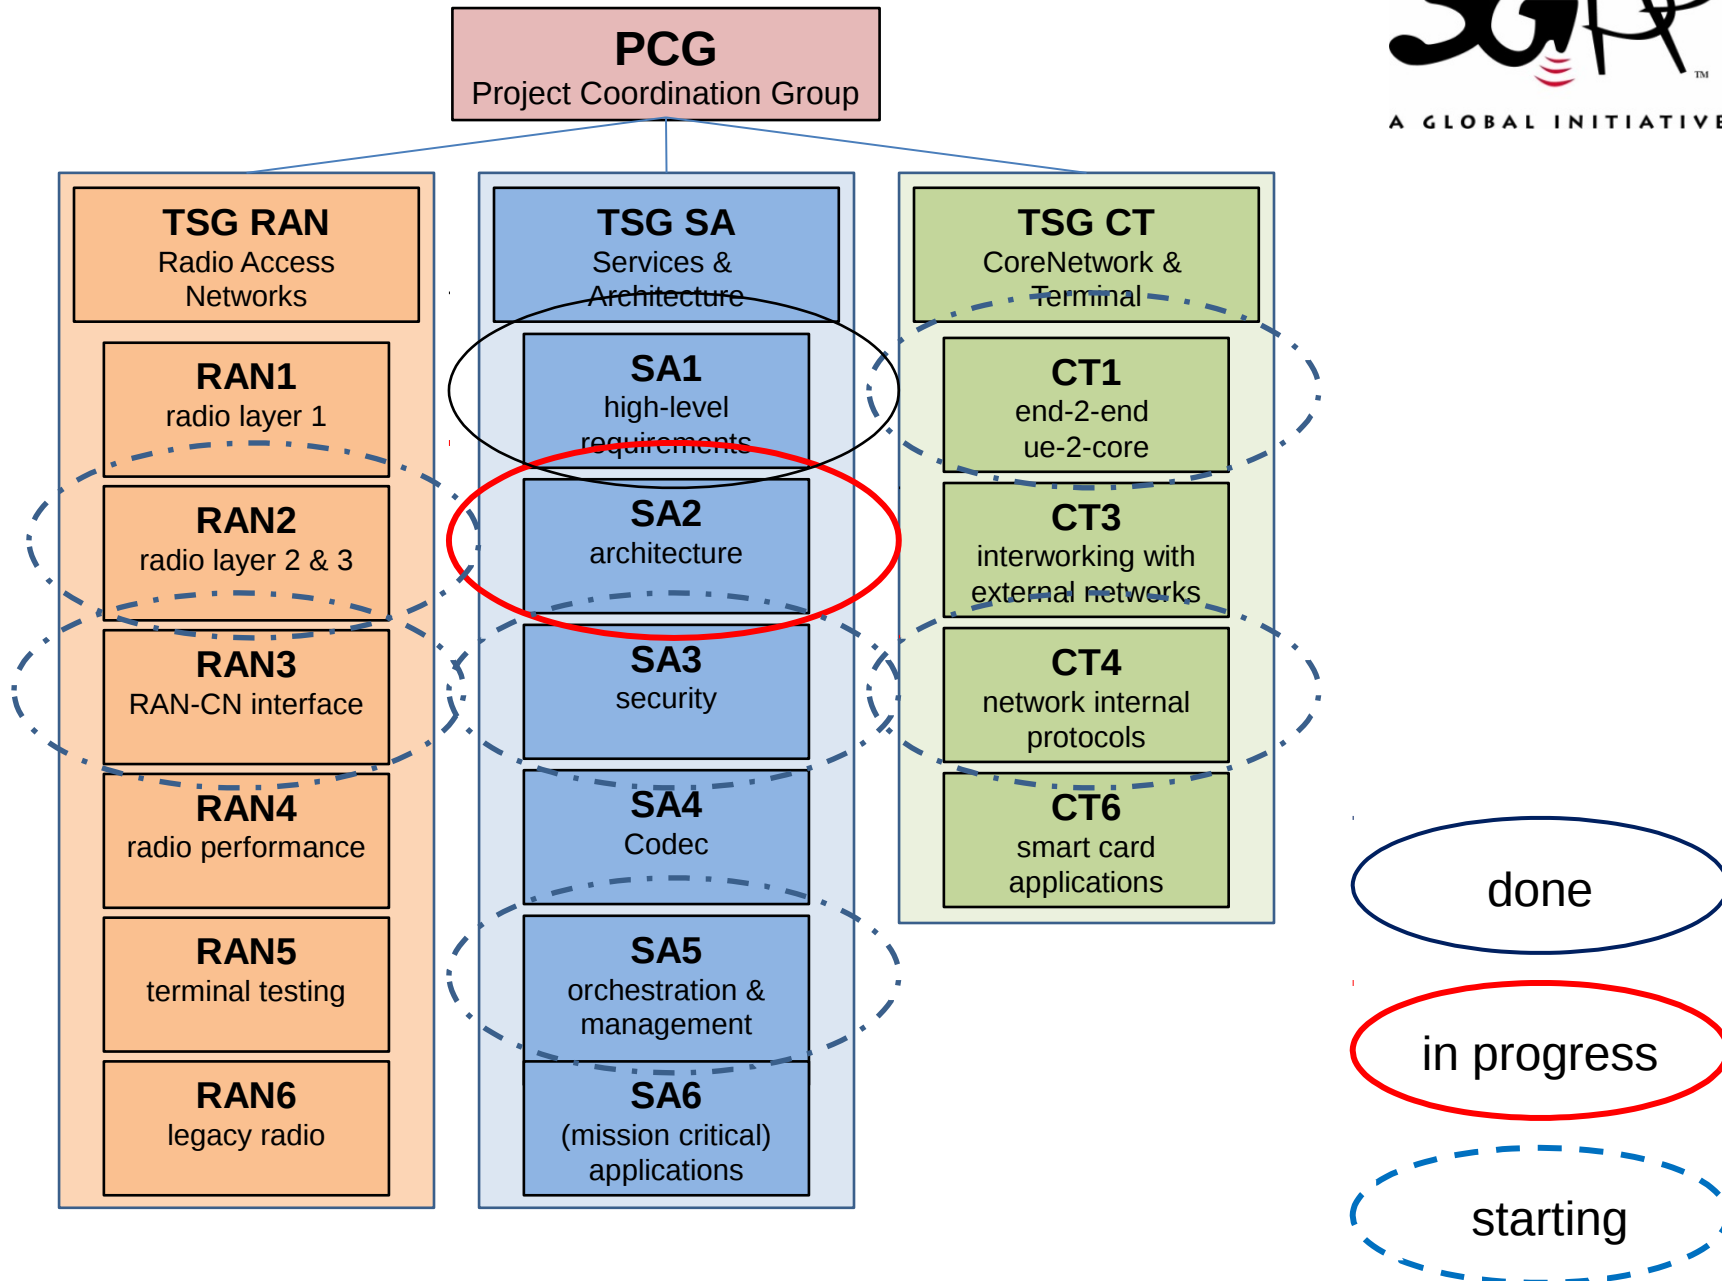 PCG
Project Coordination Group
A GLOBAL INITIATIVE
TM
TSG RAN
Radio Access
Networks
RAN1
radio layer 1
RAN2
radio layer 2 & 3
RAN3
RAN-CN interface
RAN4
radio performance
RAN5
terminal testing
RAN6
legacy radio
TSG SA
Services &
Architecture
SA1
high-level
requirements
SA2
architecture
SA3
security
SA4
Codec
SA5
orchestration &
management
SA6
(mission critical)
applications
TSG CT
CoreNetwork &
Terminal
CT1
end-2-end
ue-2-core
CT3
interworking with
external networks
CT4
network internal
protocols
CT6
smart card
applications
done
in progress
starting